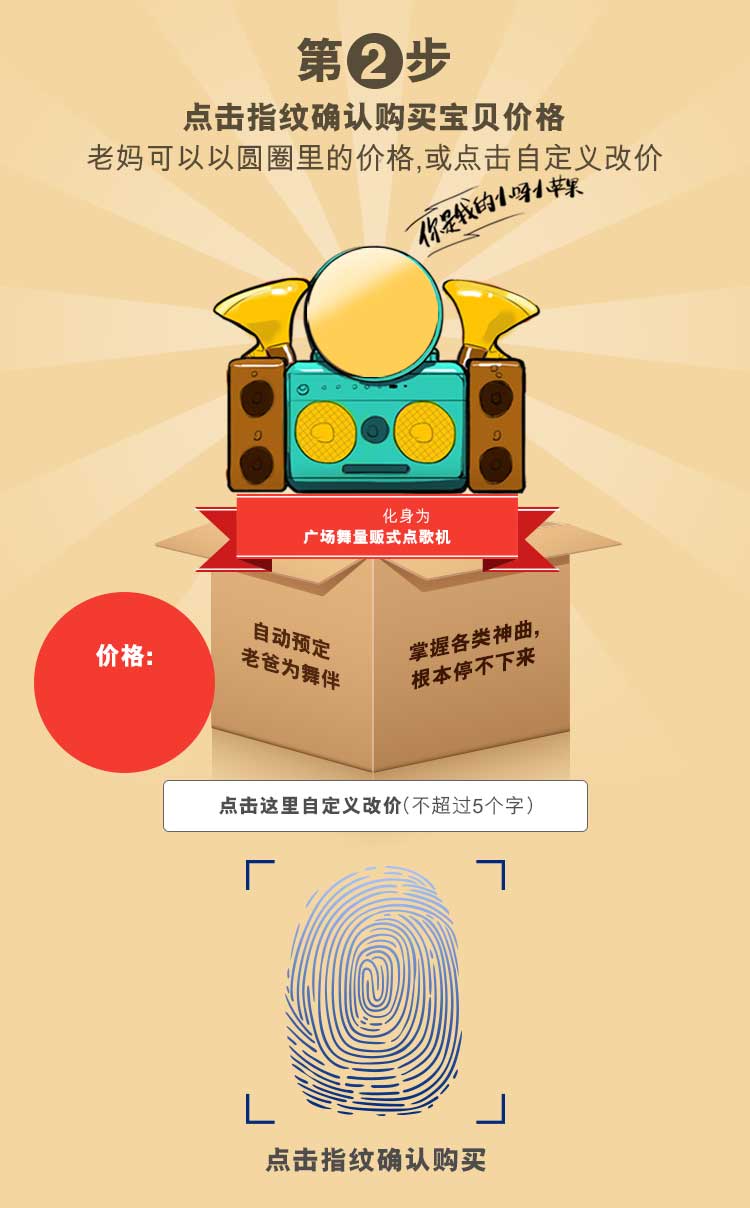 第2步
点击指纹确认购买宝贝价格
老妈可以以圆圈里的价格,或点击自定义改价
你是我的小呀小苹果
化身为
广场舞量贩式点歌机
价格:
自动预定
老爸为舞伴
掌握各类神曲,
根本停不下来
点击这里自定义改价(不超过5个字)
点击指纹确认购买